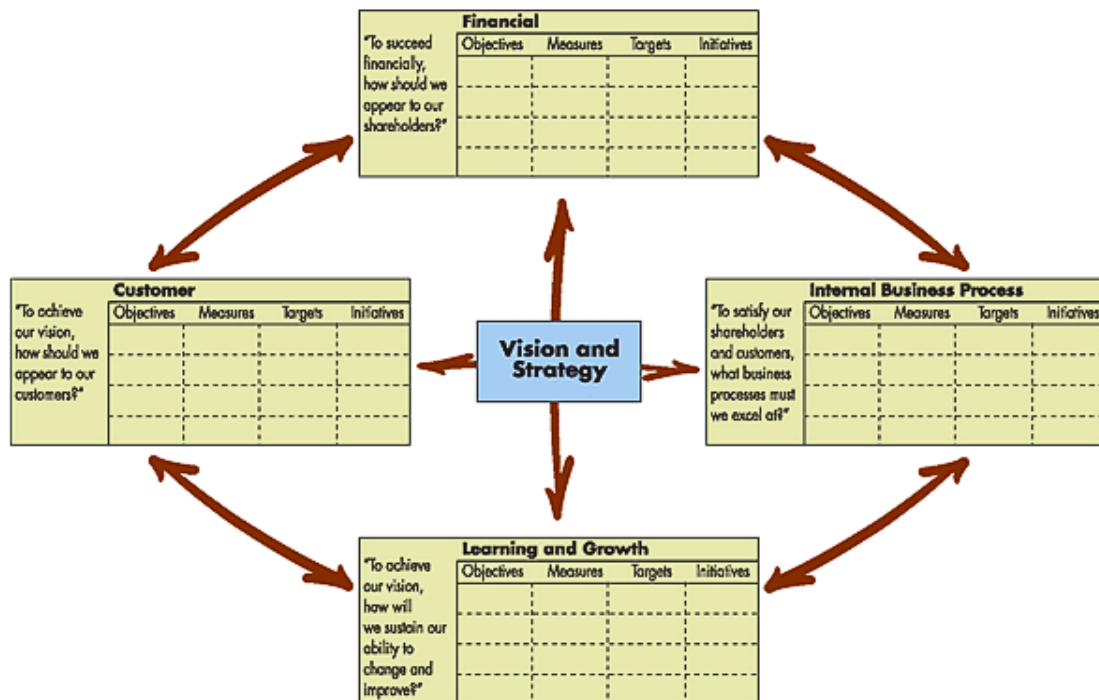 Financial
"To succeed
financially,
how should we
appear to our
shareholders?"
Objectives Measures Targets Initiatives
Customer
"To achieve
our vision,
how should we
appear to our
customers?"
Objectives Measures Targets Initiatives
Vision and
Strategy
Internal Business Process
"To satisfy our
shareholders
and customers,
what business
processes must
we excel at?"
Objectives Measures Targets Initiatives
Learning and Growth
"To achieve
our vision,
how will
we sustain our
ability to
change and
improve?"
Objectives Measures Targets Initiatives